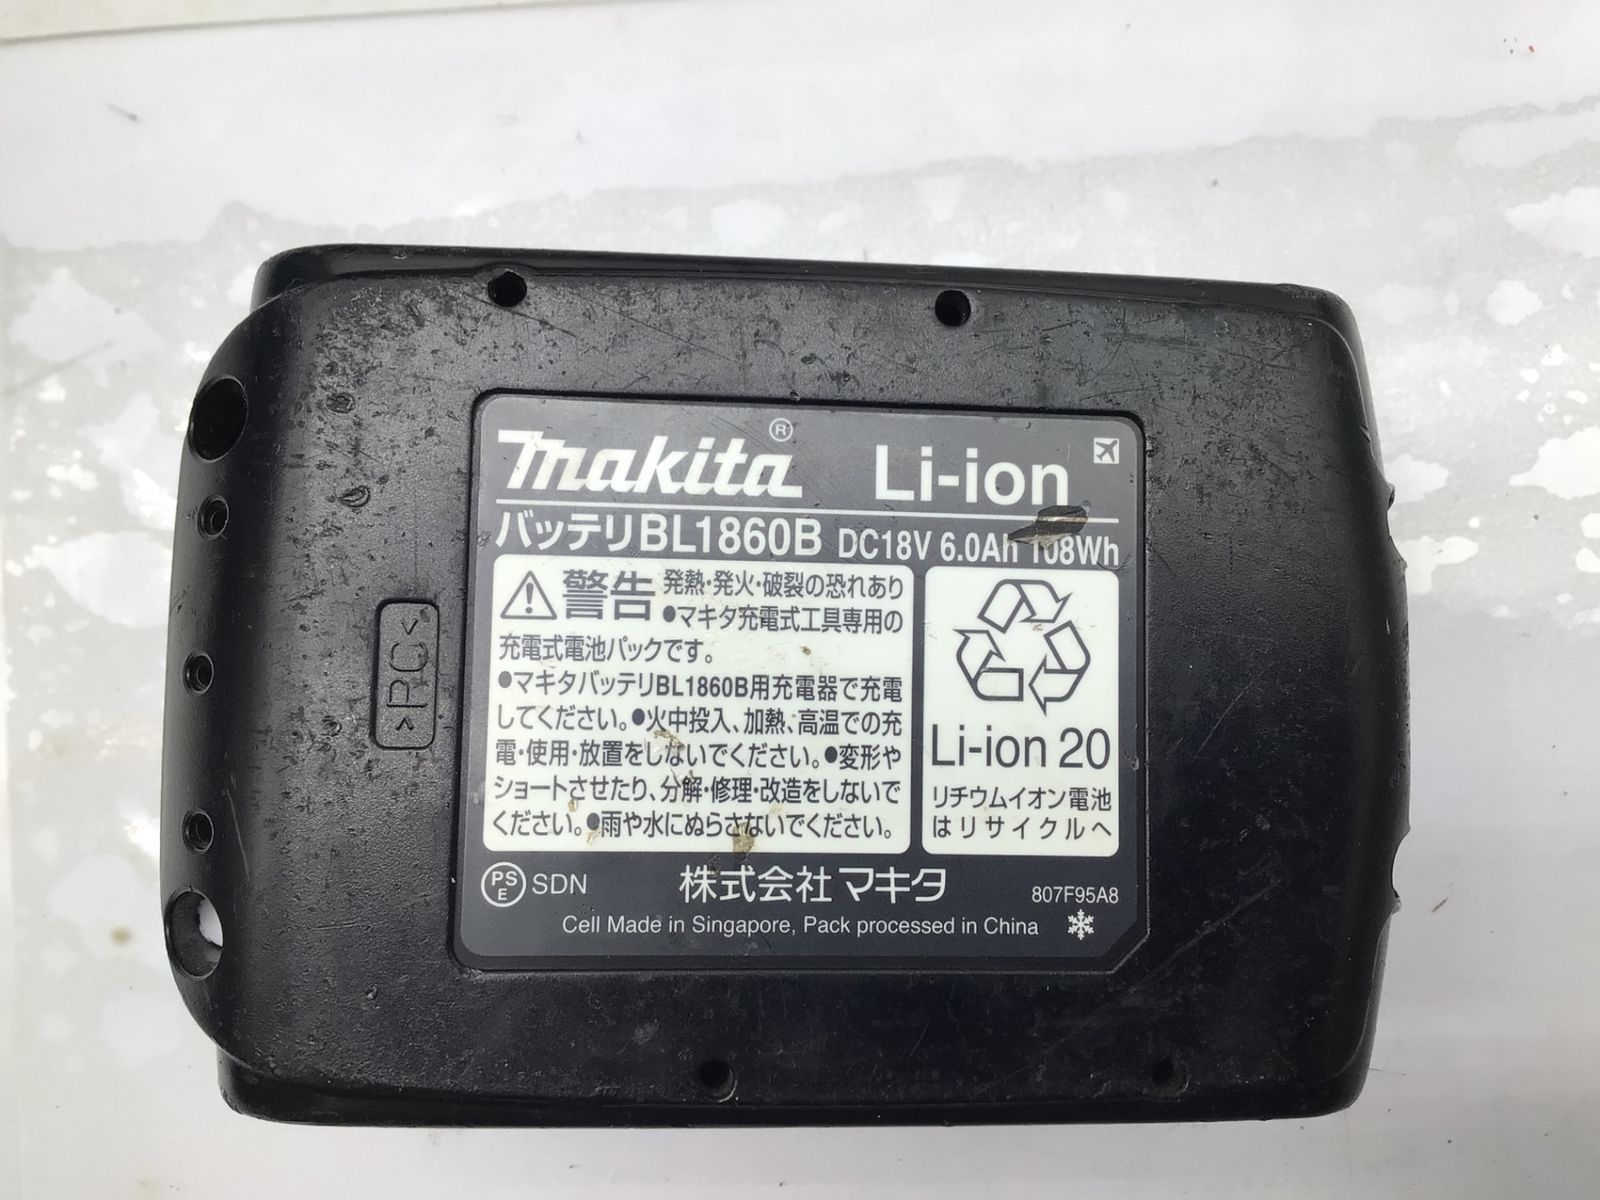 makita® Li-ion
バッテリBL1860B DC18V 6.0Ah 108Wh
警告 発熱・発火・破裂の恐れあり
●マキタ充電式工具専用の
充電式電池パックです。
●マキタバッテリBL1860B用充電器で充電
してください。●火中投入、加熱、高温での充
電・使用・放置をしないでください。●変形や
ショートさせたり、分解・修理・改造をしないで
ください。●雨や水にぬらさないでください。
Li-ion 20
リチウムイオン電池
はリサイクルへ
PS
E
SDN 株式会社マキタ 807F95A8
Cell Made in Singapore, Pack processed in China
>PC<